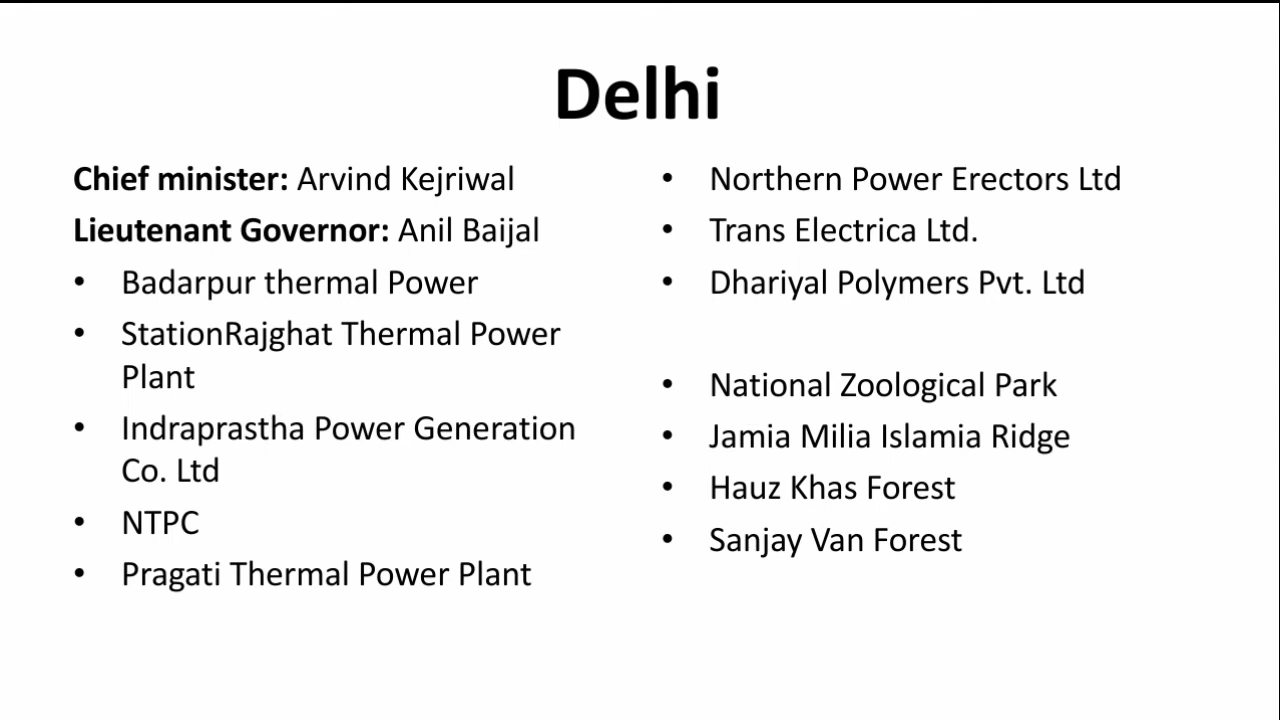 Delhi
Chief minister: Arvind Kejriwal
Lieutenant Governor: Anil Baijal
• Badarpur thermal Power
• StationRajghat Thermal Power
Plant
• Indraprastha Power Generation
Co. Ltd
• NTPC
• Pragati Thermal Power Plant
• Northern Power Erectors Ltd
• Trans Electrica Ltd.
• Dhariyal Polymers Pvt. Ltd
• National Zoological Park
• Jamia Milia Islamia Ridge
• Hauz Khas Forest
• Sanjay Van Forest